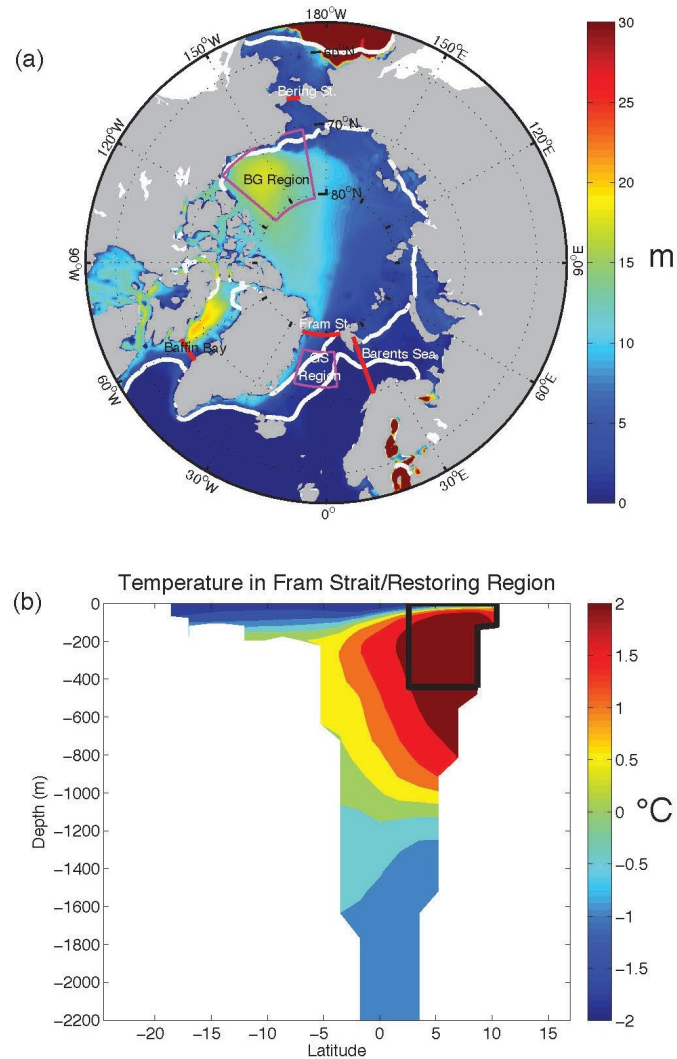 (a)
180°W
150°W
150°E
60°N
Bering St.
70°N
120°W
120°E
BG Region
80°N
90°W
90°E
Fram St.
Baffin Bay
GS
Region
Barents Sea
60°W
60°E
30°W
30°E
0°
30
25
20
15
10
5
0
m
(b)
Temperature in Fram Strait/Restoring Region
0
−200
−400
−600
−800
−1000
−1200
−1400
−1600
−1800
−2000
−2200
Depth (m)
−20
−15
−10
−5
0
5
10
15
Latitude
2
1.5
1
0.5
0
−0.5
−1
−1.5
−2
°C